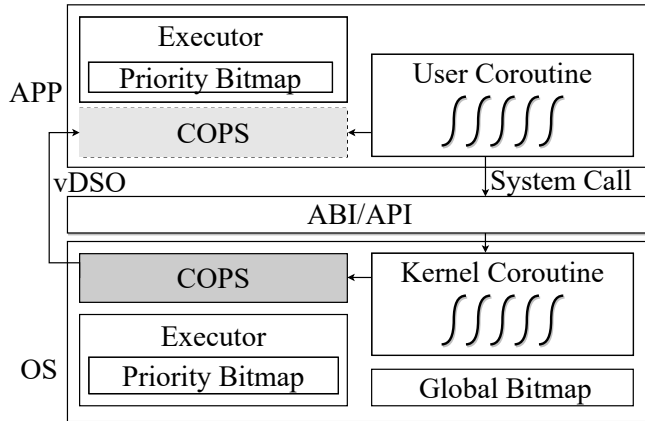 Executor
Priority Bitmap
User Coroutine
APP
COPS
vDSO
System Call
ABI/API
COPS
Kernel Coroutine
Executor
Priority Bitmap
OS
Global Bitmap